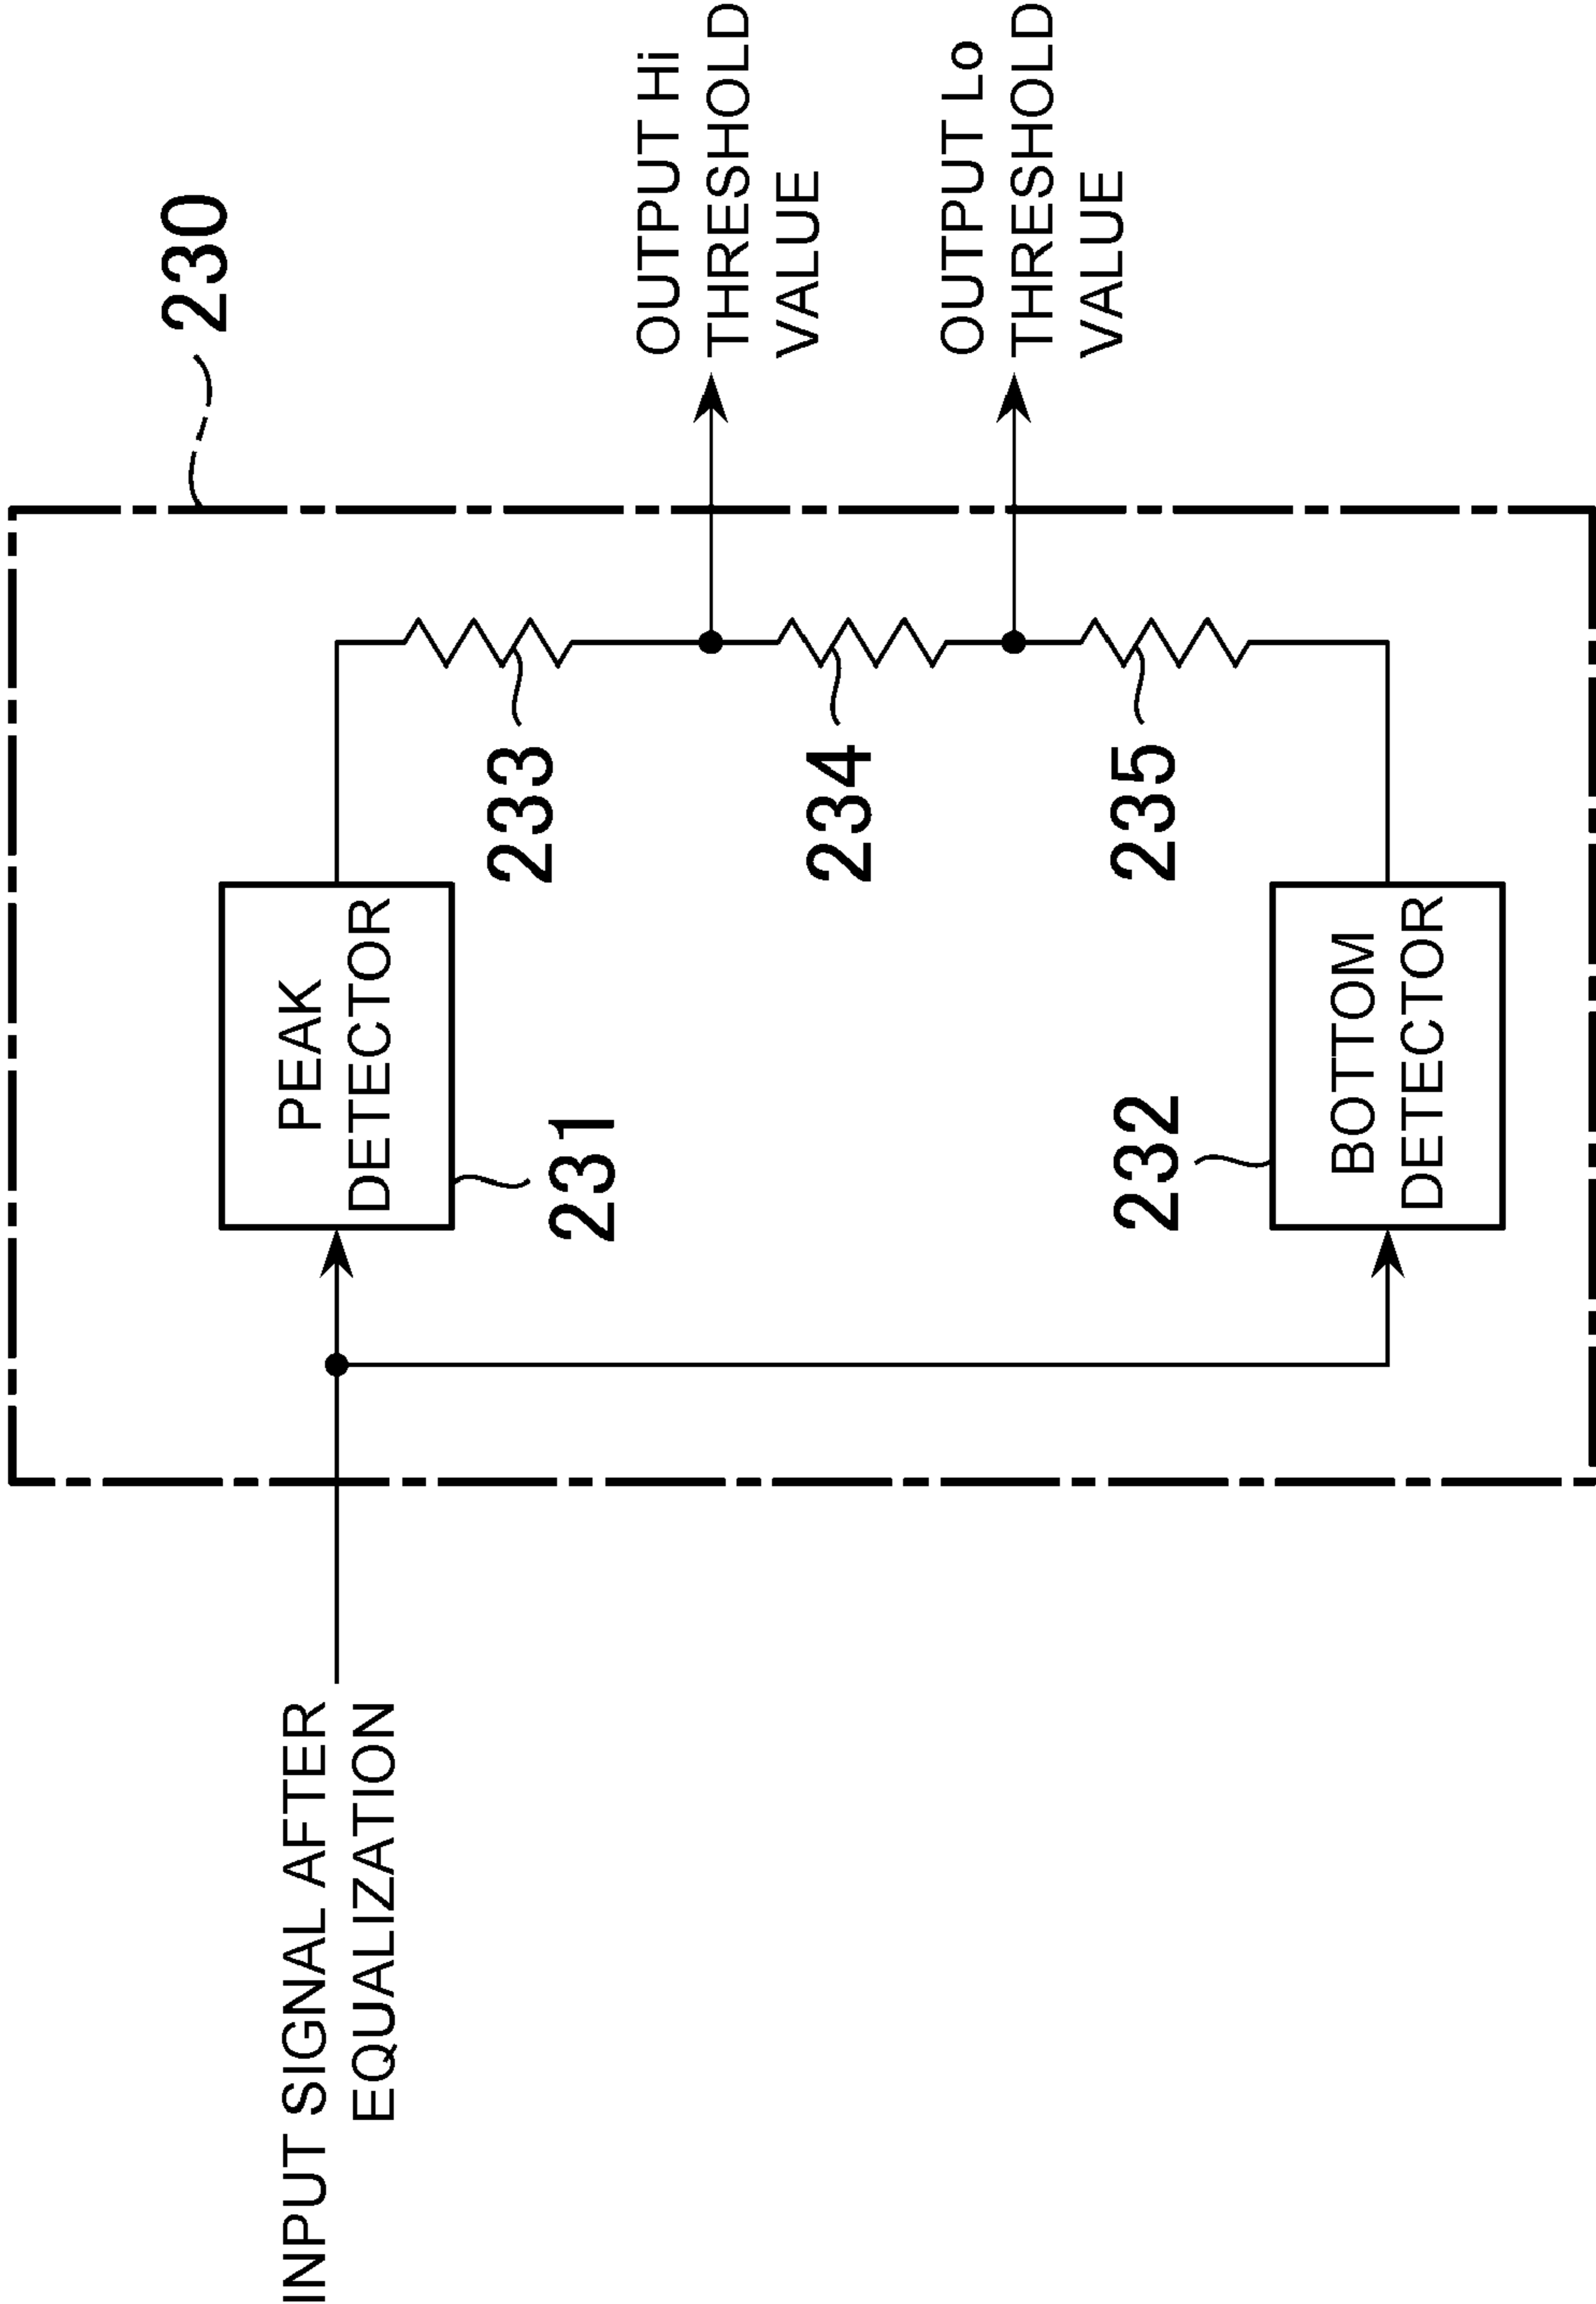 230
INPUT SIGNAL AFTER
EQUALIZATION
PEAK
DETECTOR
231
233
OUTPUT Hi
THRESHOLD
VALUE
234
OUTPUT Lo
THRESHOLD
VALUE
235
232
BOTTOM
DETECTOR